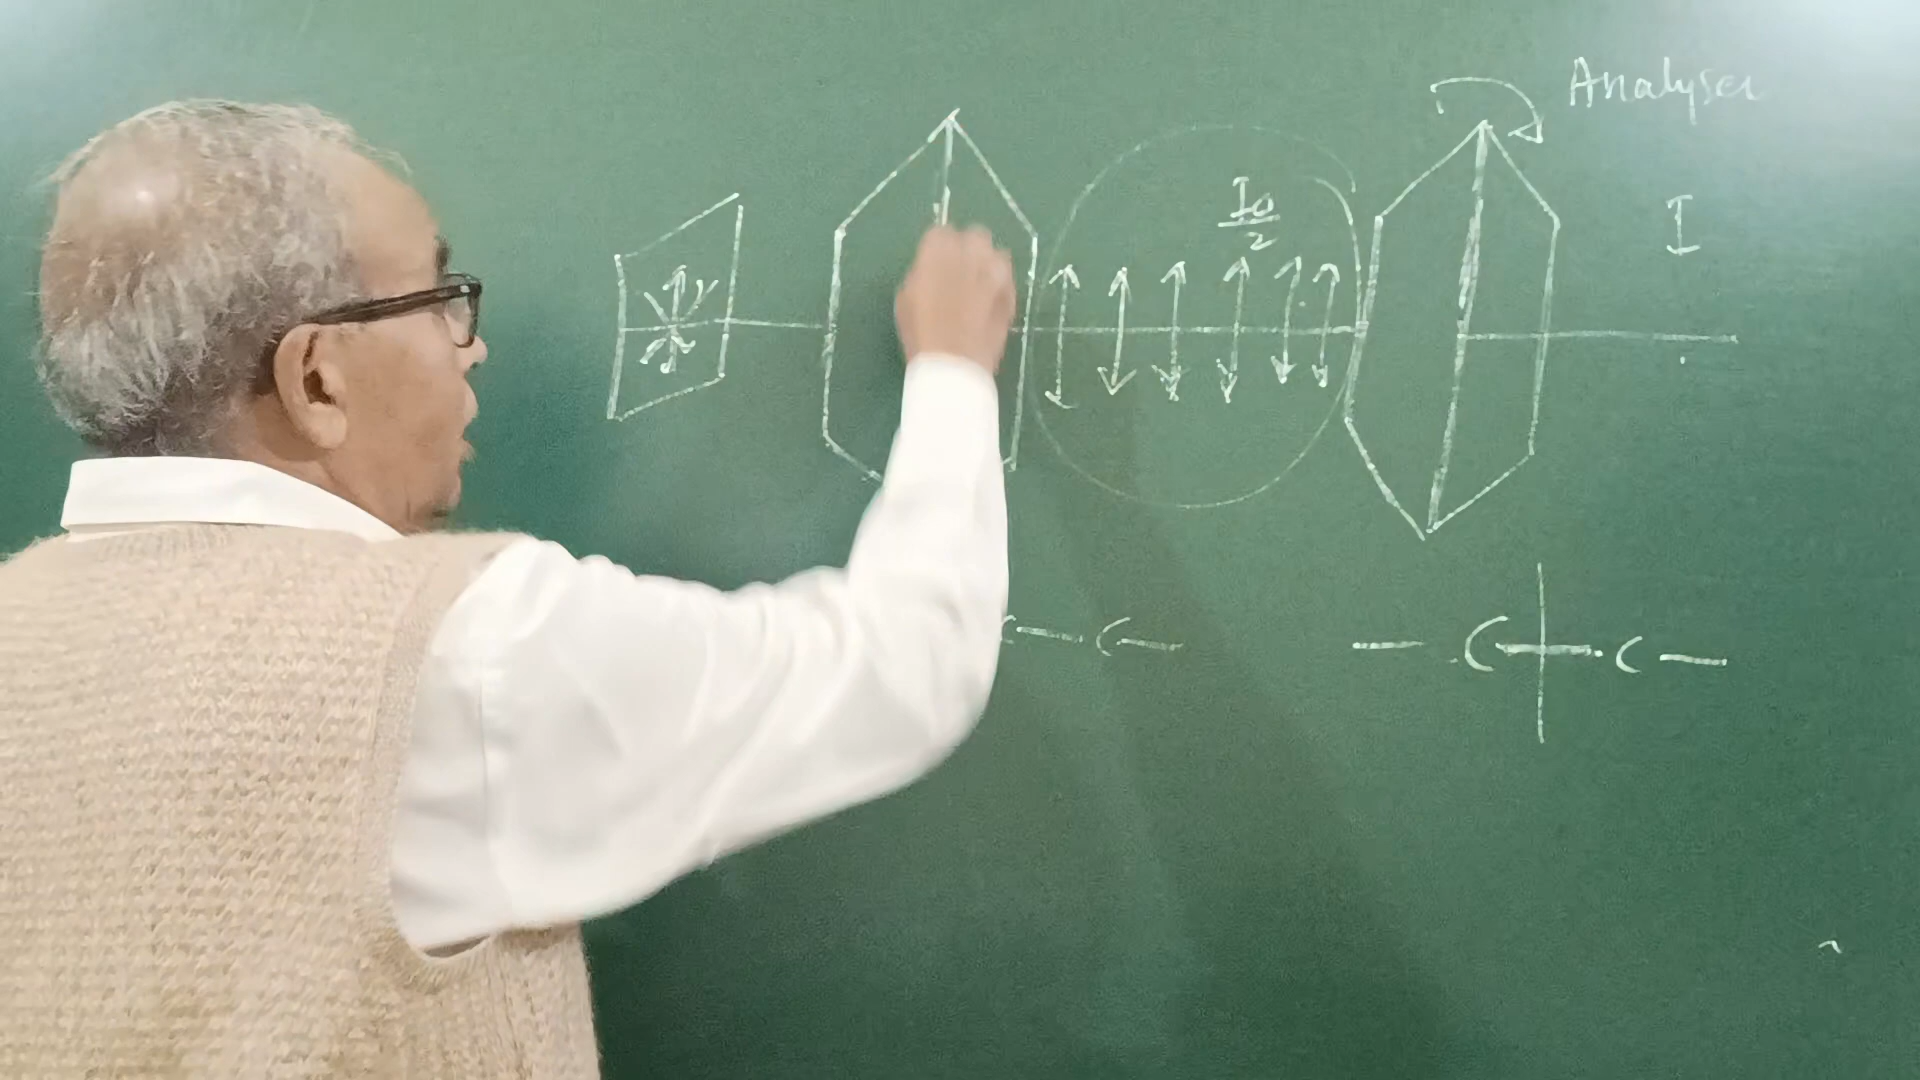 Analyser
I₀/2
I
— C — C —
— C — C —